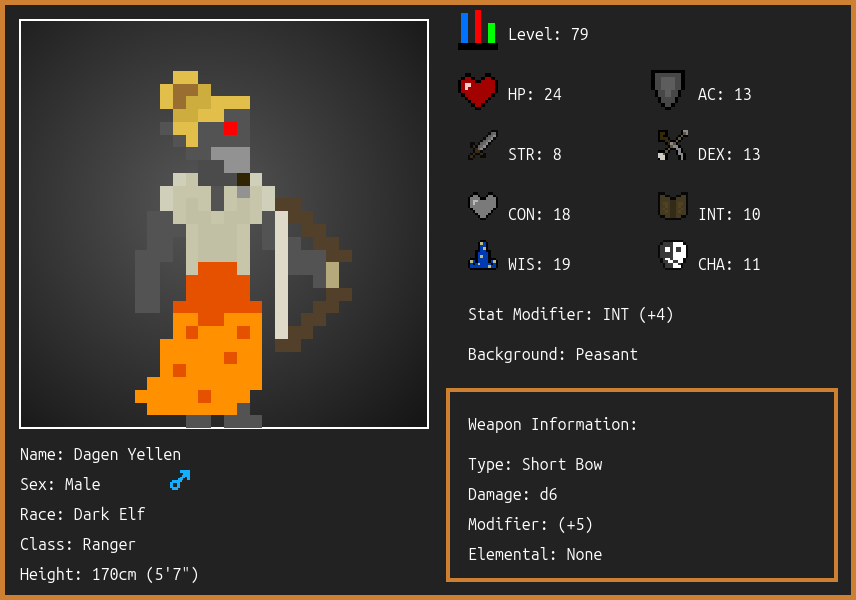 Level: 79
HP: 24
AC: 13
STR: 8
DEX: 13
CON: 18
INT: 10
WIS: 19
CHA: 11
Stat Modifier: INT (+4)
Background: Peasant
Weapon Information:
Type: Short Bow
Damage: d6
Modifier: (+5)
Elemental: None
Name: Dagen Yellen
Sex: Male
Race: Dark Elf
Class: Ranger
Height: 170cm (5'7")